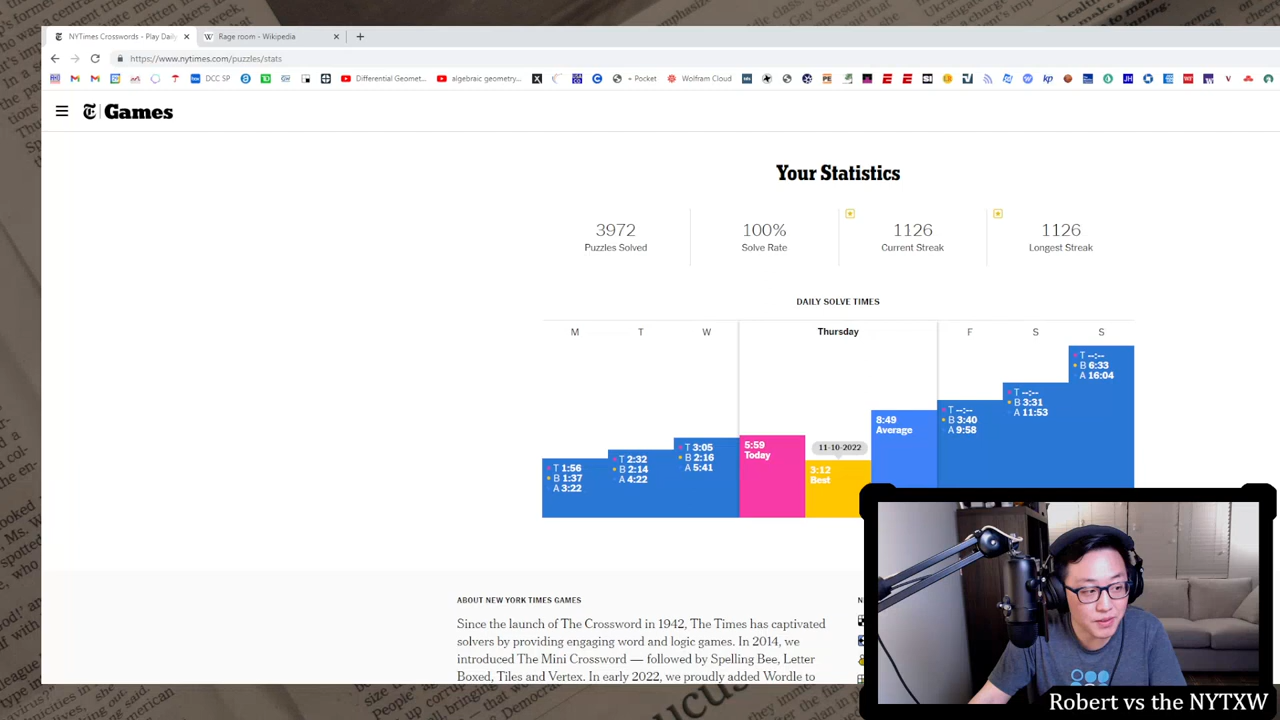 NYTimes Crosswords - Play Daily
Rage room - Wikipedia
https://www.nytimes.com/puzzles/stats
DCC SP
Differential Geomet...
algebraic geometry...
+ Pocket
Wolfram Cloud
Games
Your Statistics
3972
Puzzles Solved
100%
Solve Rate
1126
Current Streak
1126
Longest Streak
DAILY SOLVE TIMES
M
T
W
Thursday
F
S
S
T 1:56
B 1:37
A 3:22
T 2:32
B 2:14
A 4:22
T 3:05
B 2:16
A 5:41
5:59
Today
11-10-2022
3:12
Best
8:49
Average
T --:--
B 3:40
A 9:58
T --:--
B 3:31
A 11:53
T --:--
B 6:33
A 16:04
ABOUT NEW YORK TIMES GAMES
Since the launch of The Crossword in 1942, The Times has captivated
solvers by providing engaging word and logic games. In 2014, we
introduced The Mini Crossword — followed by Spelling Bee, Letter
Boxed, Tiles and Vertex. In early 2022, we proudly added Wordle to
Robert vs the NYTXW